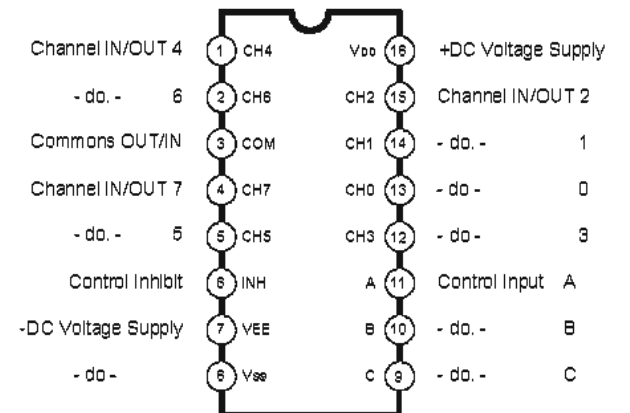 Channel IN/OUT 4 1 CH4 VDD 16 +DC Voltage Supply
- do. - 6 2 CH6 CH2 15 Channel IN/OUT 2
Commons OUT/IN 3 COM CH1 14 - do. - 1
Channel IN/OUT 7 4 CH7 CH0 13 - do - 0
- do. - 5 5 CH5 CH3 12 - do - 3
Control Inhibit 6 INH A 11 Control Input A
-DC Voltage Supply 7 VEE B 10 - do. - B
- do - 8 Vss C 9 - do. - C